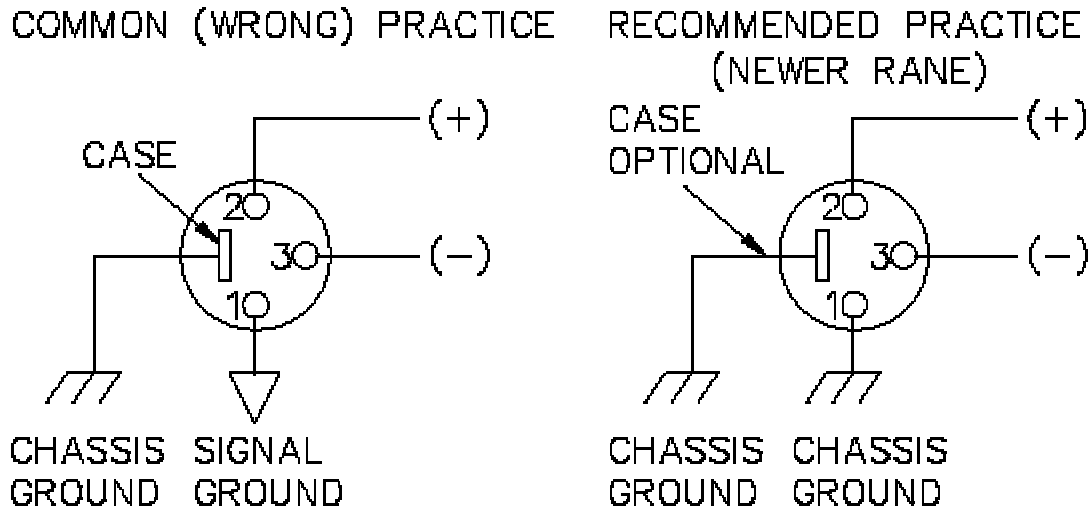 COMMON (WRONG) PRACTICE
CASE
2
(+)
3
(-)
1
CHASSIS SIGNAL
GROUND GROUND
RECOMMENDED PRACTICE
(NEWER RANE)
CASE
OPTIONAL
2
(+)
3
(-)
1
CHASSIS CHASSIS
GROUND GROUND